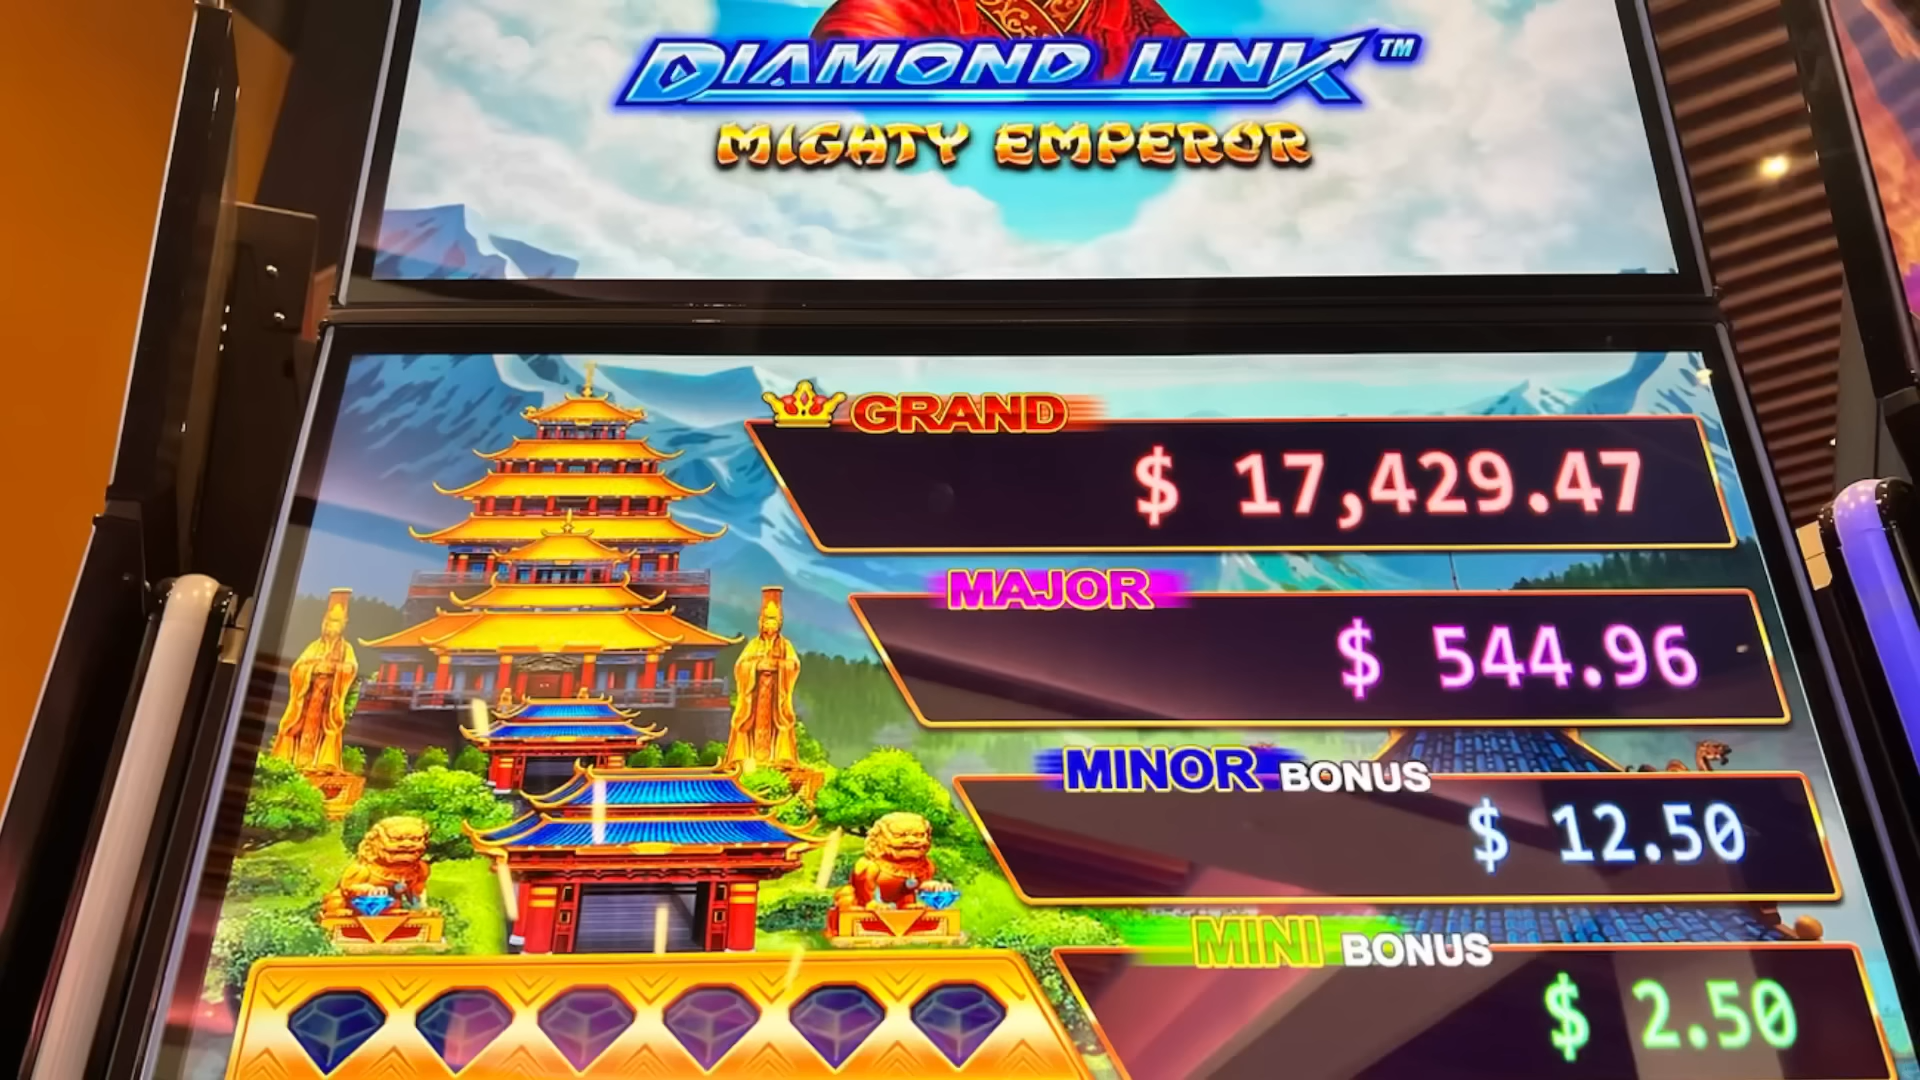 DIAMOND LINK™
MIGHTY EMPEROR
GRAND
$ 17,429.47
MAJOR
$ 544.96
MINOR BONUS
$ 12.50
MINI BONUS
$ 2.50